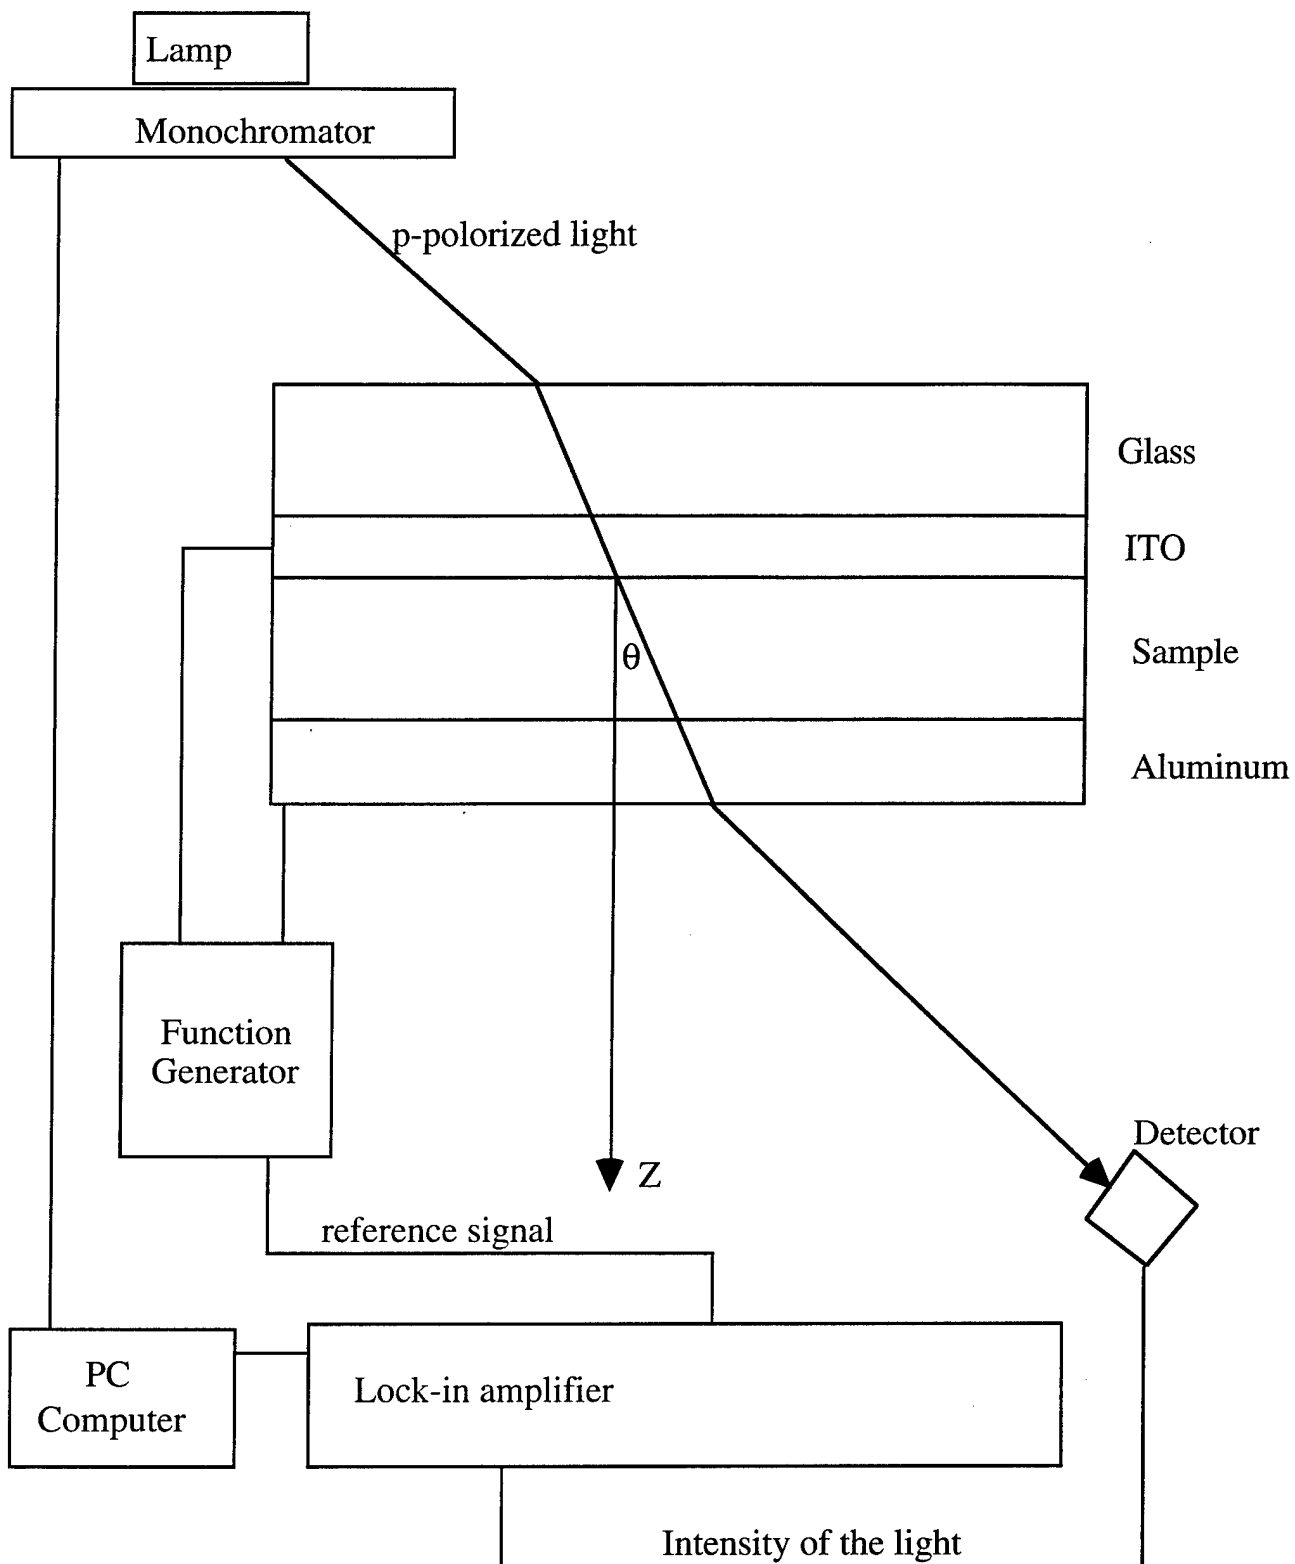 Lamp
Monochromator
p-polorized light
Glass
ITO
Sample
θ
Aluminum
Function
Generator
Detector
Z
reference signal
PC
Computer
Lock-in amplifier
Intensity of the light